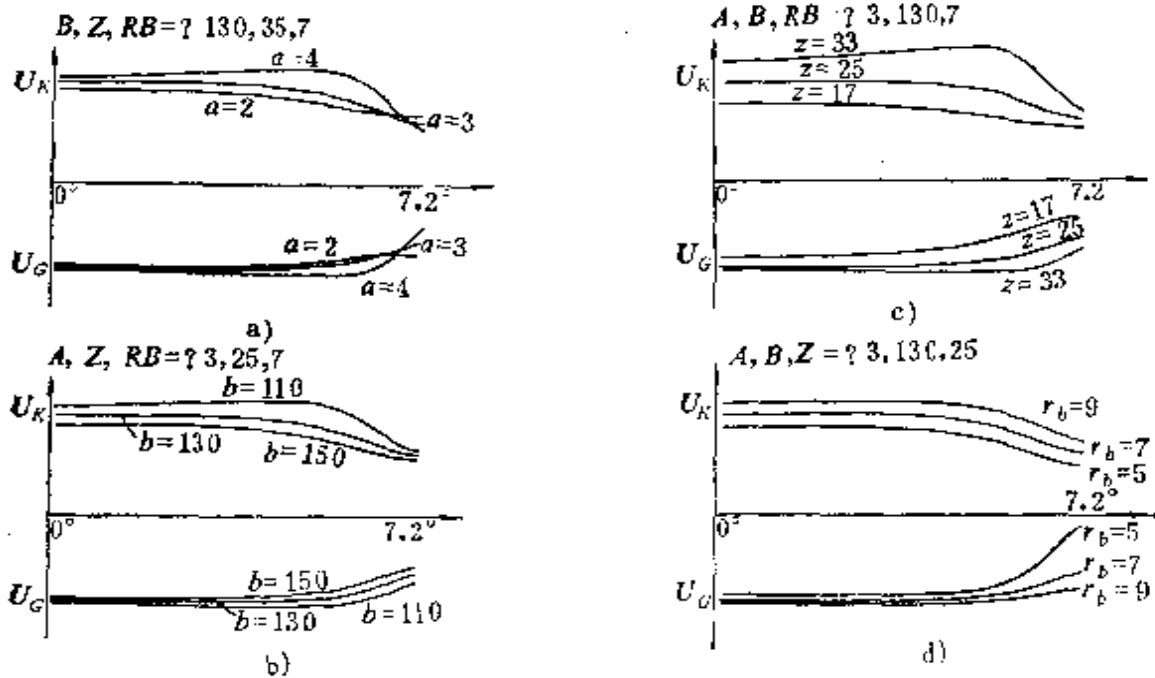 B, Z, RB=? 130,35,7
a=4
U_K
a=2
a=3
0°
7.2°
a=2
a=3
U_G
a=4
a)
A, Z, RB=? 3,25,7
b=110
U_K
b=130
b=150
0°
7.2°
b=150
U_G
b=130
b=110
b)
A, B, RB ? 3,130,7
z=33
U_K
z=25
z=17
0
7.2
z=17
z=25
U_G
z=33
c)
A, B, Z=? 3,130,25
U_K
r_b=9
r_b=7
r_b=5
7.2°
0°
r_b=5
r_b=7
U_G
r_b=9
d)